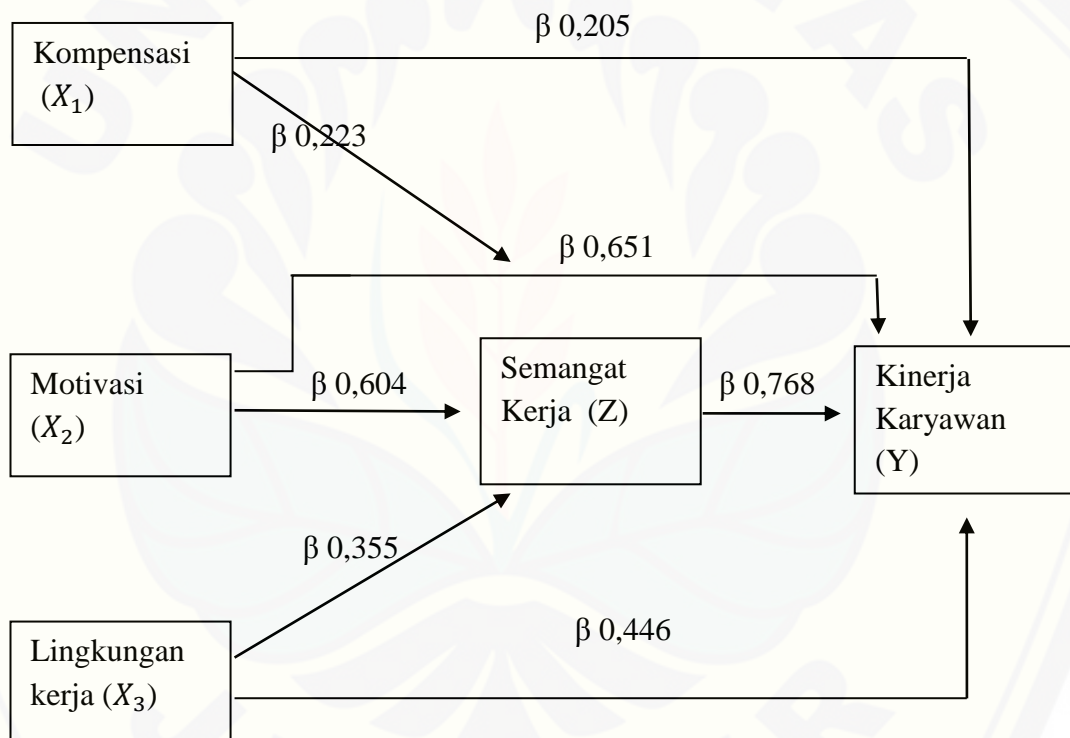 β 0,205
Kompensasi
(X₁)
β 0,223
β 0,651
Motivasi
(X₂)
β 0,604
Semangat
Kerja (Z)
β 0,768
Kinerja
Karyawan
(Y)
β 0,355
Lingkungan
kerja (X₃)
β 0,446